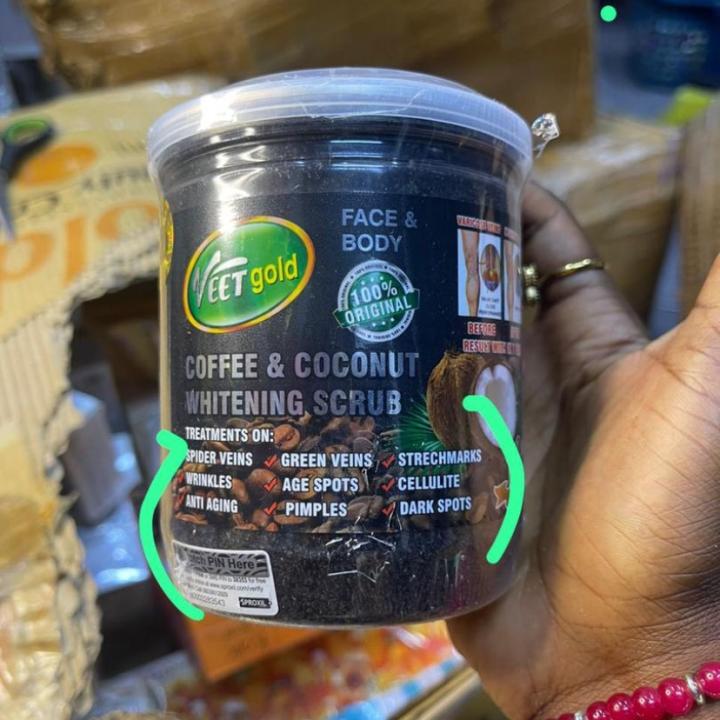 FACE &
BODY
VEET gold
100%
ORIGINAL
COFFEE & COCONUT
WHITENING SCRUB
TREATMENTS ON:
SPIDER VEINS GREEN VEINS STRECHMARKS
WRINKLES AGE SPOTS CELLULITE
ANTI AGING PIMPLES DARK SPOTS
BEFORE
RESULT
PIN Here
SPROXIL